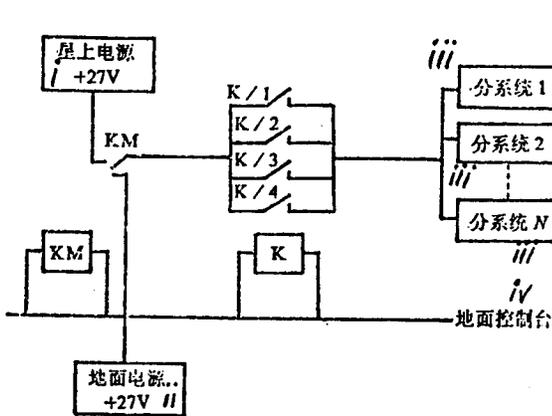 星上电源
i +27V
KM
K/1
K/2
K/3
K/4
iii
分系统1
分系统2
iii
分系统N
iii
KM
K
iv
地面控制台
地面电源..
+27V ii